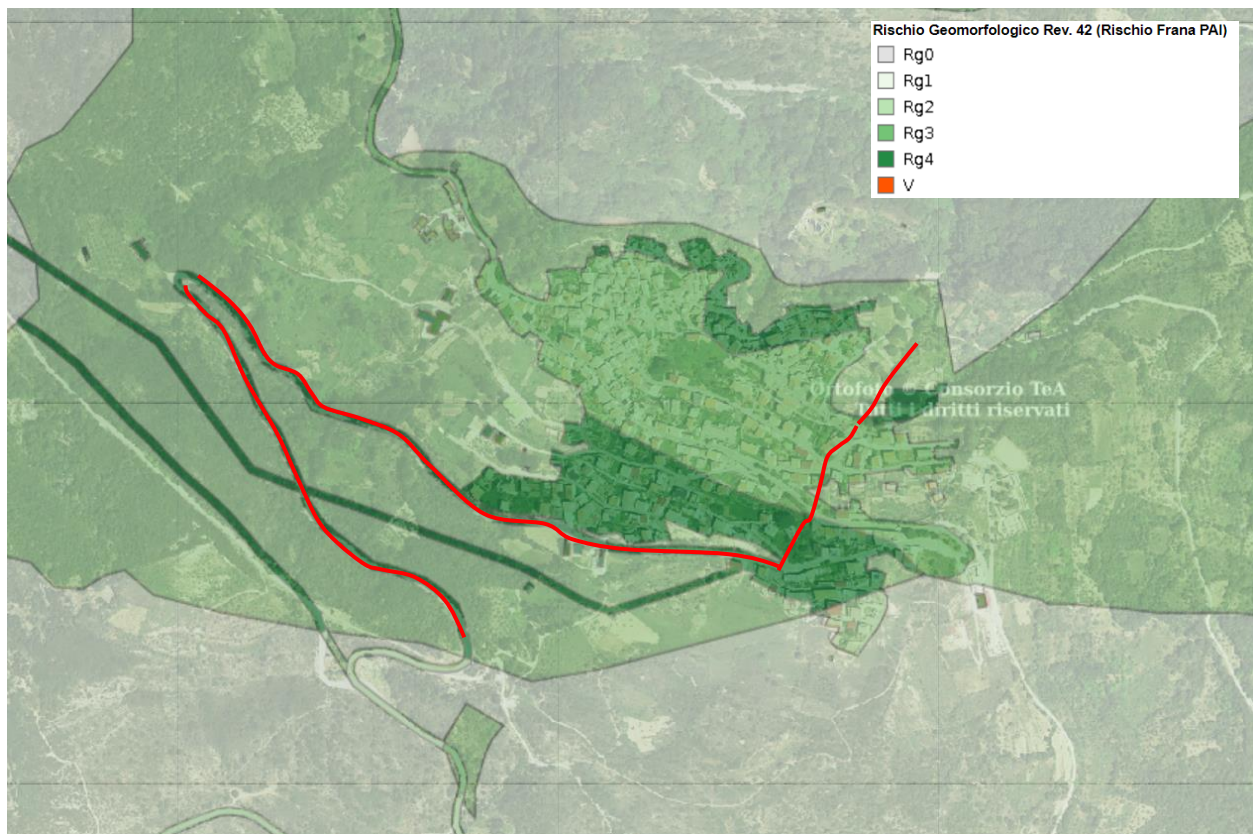 Rischio Geomorfologico Rev. 42 (Rischio Frana PAI)
Rg0
Rg1
Rg2
Rg3
Rg4
V
Ortofoto © Consorzio TeA
Tutti i diritti riservati